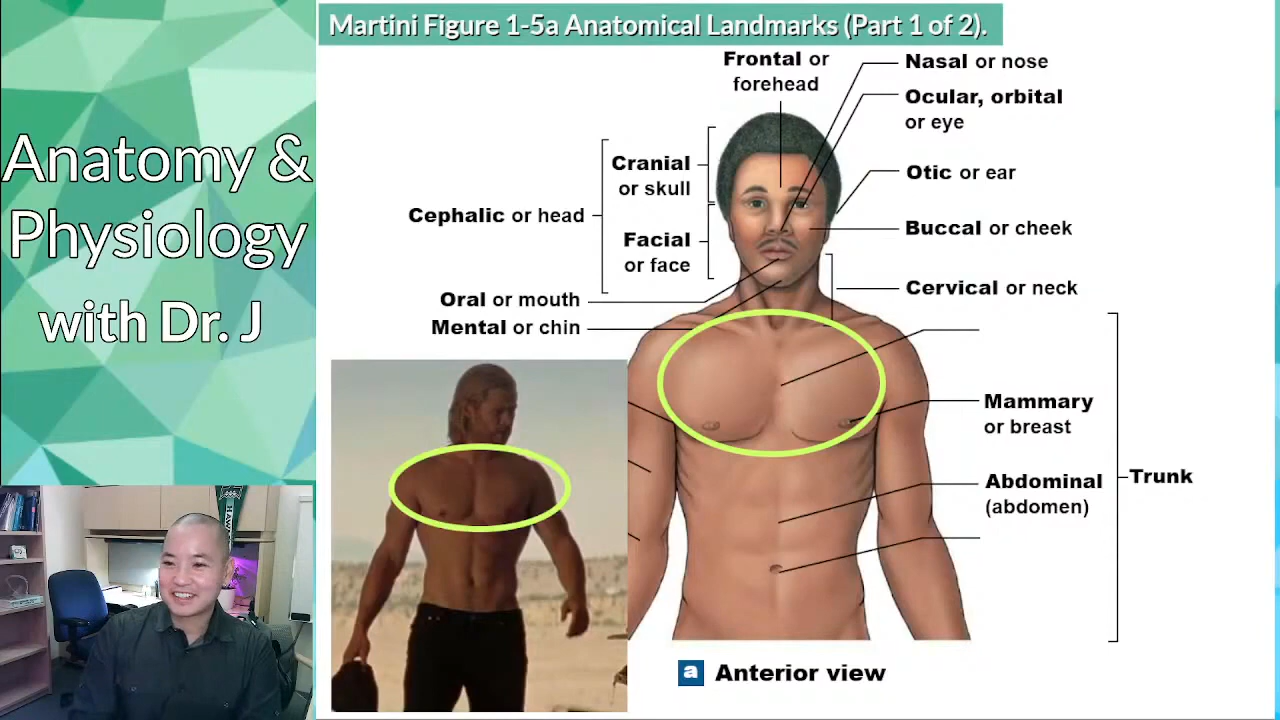 Martini Figure 1-5a Anatomical Landmarks (Part 1 of 2).
Anatomy &
Physiology
with Dr. J
Frontal or
forehead
Nasal or nose
Ocular, orbital
or eye
Cranial
or skull
Otic or ear
Cephalic or head
Facial
or face
Buccal or cheek
Oral or mouth
Cervical or neck
Mental or chin
Mammary
or breast
Abdominal
(abdomen)
Trunk
a Anterior view